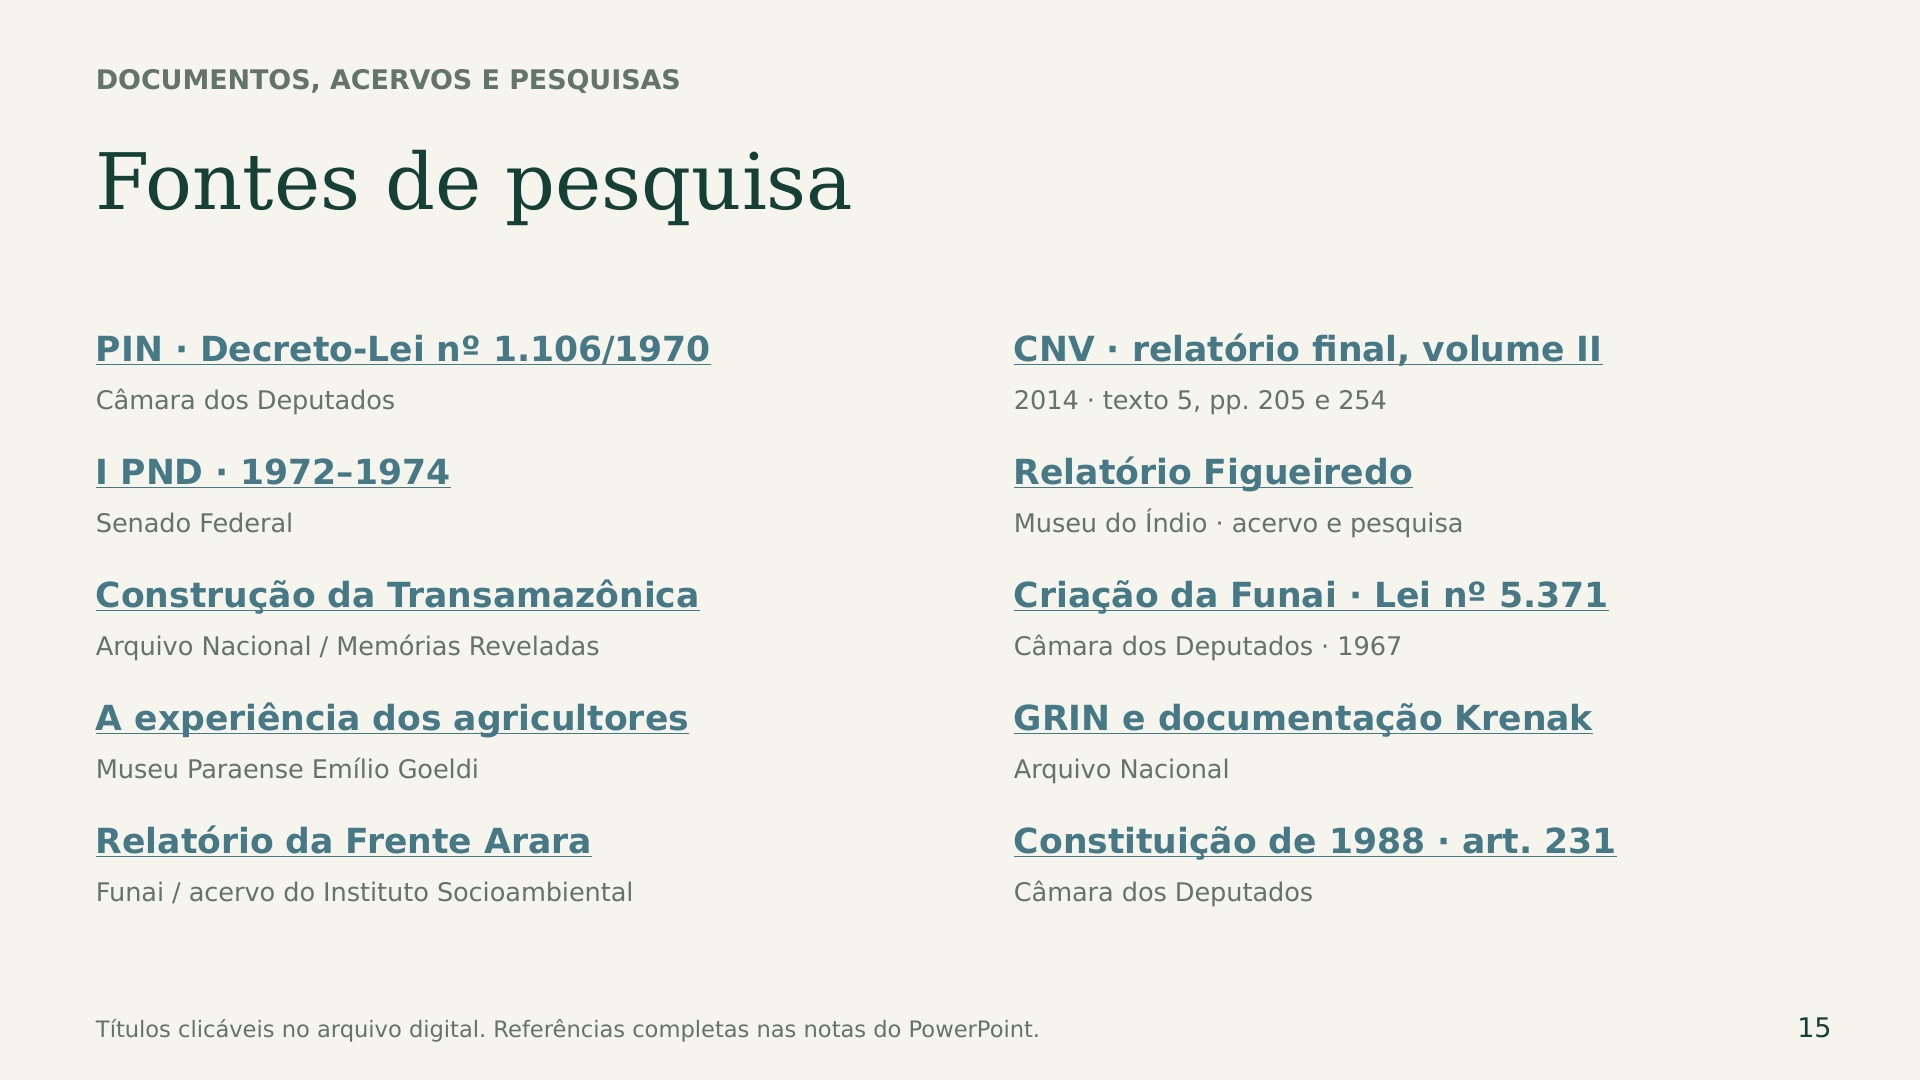 DOCUMENTOS, ACERVOS E PESQUISAS
Fontes de pesquisa
PIN · Decreto-Lei nº 1.106/1970
Câmara dos Deputados
I PND · 1972–1974
Senado Federal
Construção da Transamazônica
Arquivo Nacional / Memórias Reveladas
A experiência dos agricultores
Museu Paraense Emílio Goeldi
Relatório da Frente Arara
Funai / acervo do Instituto Socioambiental
CNV · relatório final, volume II
2014 · texto 5, pp. 205 e 254
Relatório Figueiredo
Museu do Índio · acervo e pesquisa
Criação da Funai · Lei nº 5.371
Câmara dos Deputados · 1967
GRIN e documentação Krenak
Arquivo Nacional
Constituição de 1988 · art. 231
Câmara dos Deputados
Títulos clicáveis no arquivo digital. Referências completas nas notas do PowerPoint.
15